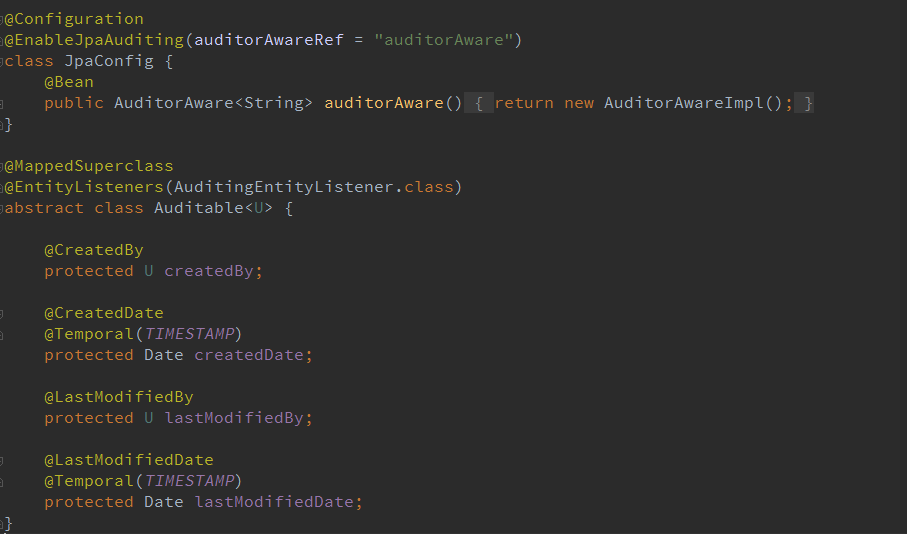 @Configuration
@EnableJpaAuditing(auditorAwareRef = "auditorAware")
class JpaConfig {
    @Bean
    public AuditorAware<String> auditorAware() { return new AuditorAwareImpl(); }
}

@MappedSuperclass
@EntityListeners(AuditingEntityListener.class)
abstract class Auditable<U> {

    @CreatedBy
    protected U createdBy;

    @CreatedDate
    @Temporal(TIMESTAMP)
    protected Date createdDate;

    @LastModifiedBy
    protected U lastModifiedBy;

    @LastModifiedDate
    @Temporal(TIMESTAMP)
    protected Date lastModifiedDate;
}